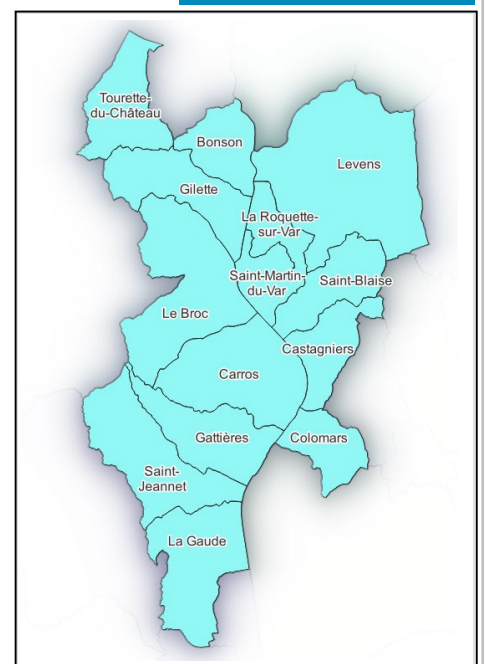 Tourette-
du-Château
Bonson
Levens
Gilette
La Roquette-
sur-Var
Saint-Martin-
du-Var
Saint-Blaise
Le Broc
Castagniers
Carros
Gattières
Colomars
Saint-
Jeannet
La Gaude